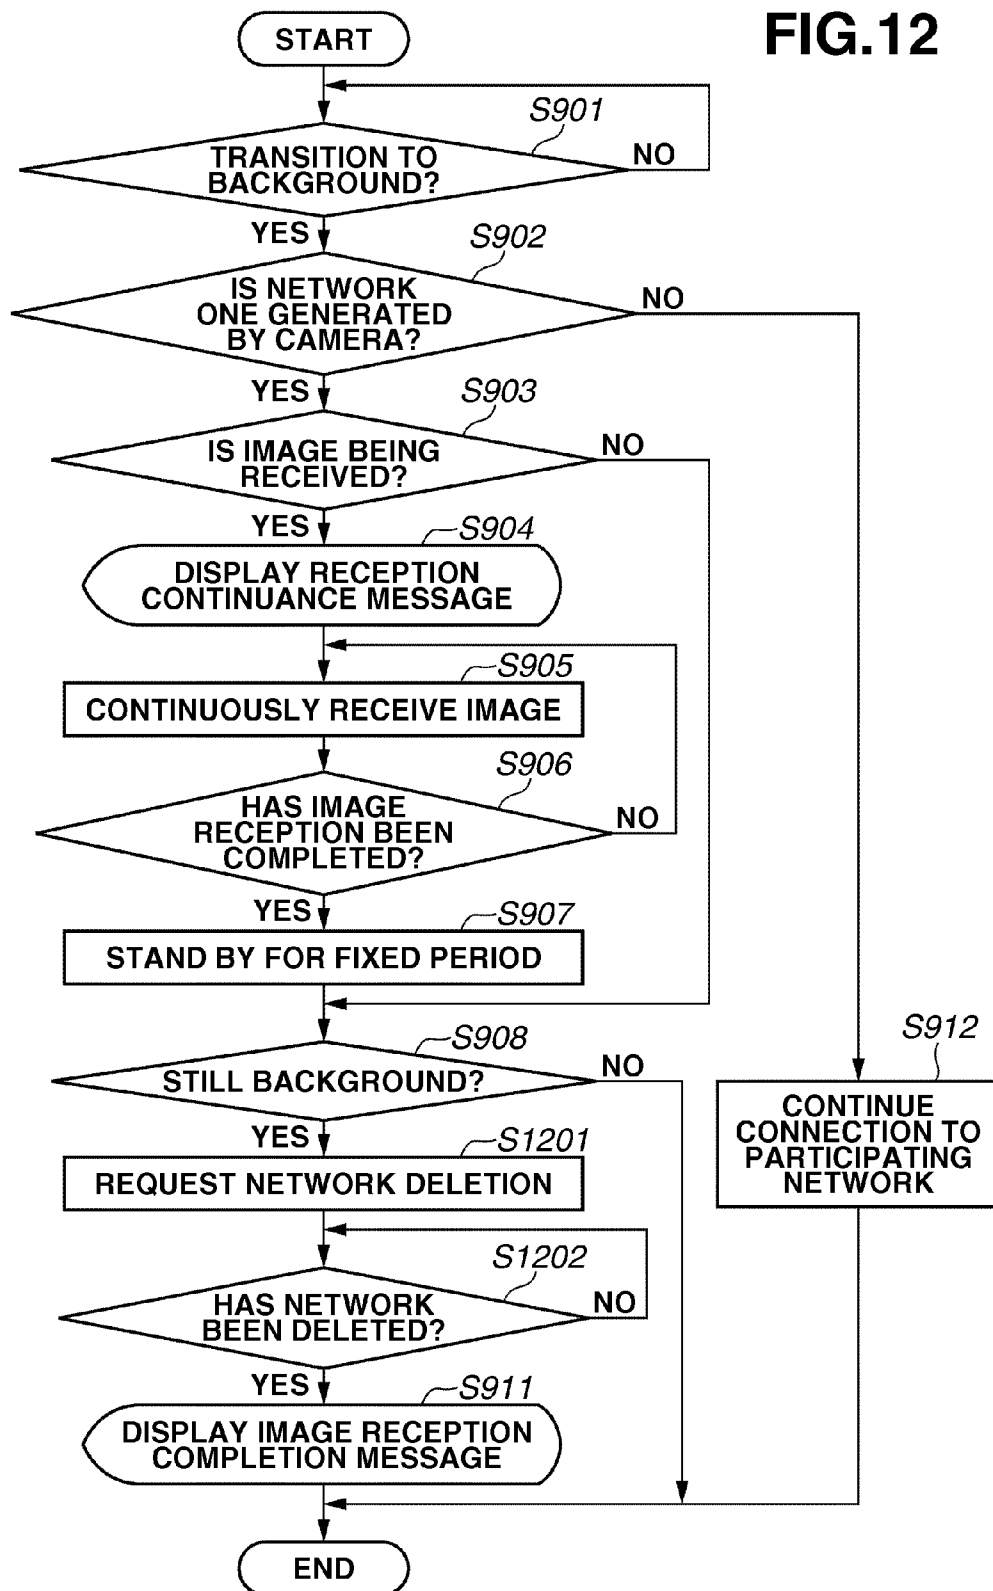 FIG.12
START
S901
TRANSITION TO
BACKGROUND?
NO
YES
S902
IS NETWORK
ONE GENERATED
BY CAMERA?
NO
YES
S903
IS IMAGE BEING
RECEIVED?
NO
YES
S904
DISPLAY RECEPTION
CONTINUANCE MESSAGE
S905
CONTINUOUSLY RECEIVE IMAGE
S906
HAS IMAGE
RECEPTION BEEN
COMPLETED?
NO
YES
S907
STAND BY FOR FIXED PERIOD
S908
STILL BACKGROUND?
NO
YES
S912
CONTINUE
CONNECTION TO
PARTICIPATING
NETWORK
S1201
REQUEST NETWORK DELETION
S1202
HAS NETWORK
BEEN DELETED?
NO
YES
S911
DISPLAY IMAGE RECEPTION
COMPLETION MESSAGE
END